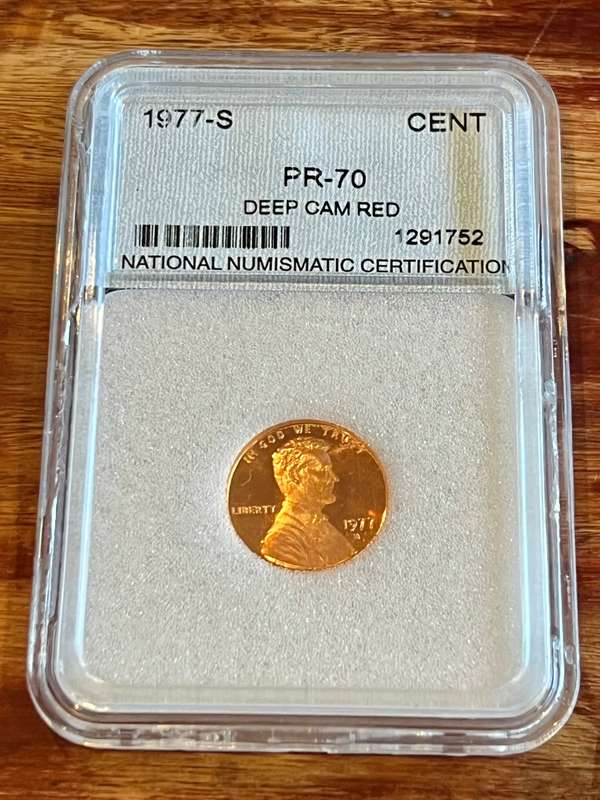 1977-S CENT
PR-70
DEEP CAM RED
1291752
NATIONAL NUMISMATIC CERTIFICATION
IN GOD WE TRUST
LIBERTY
1977
S